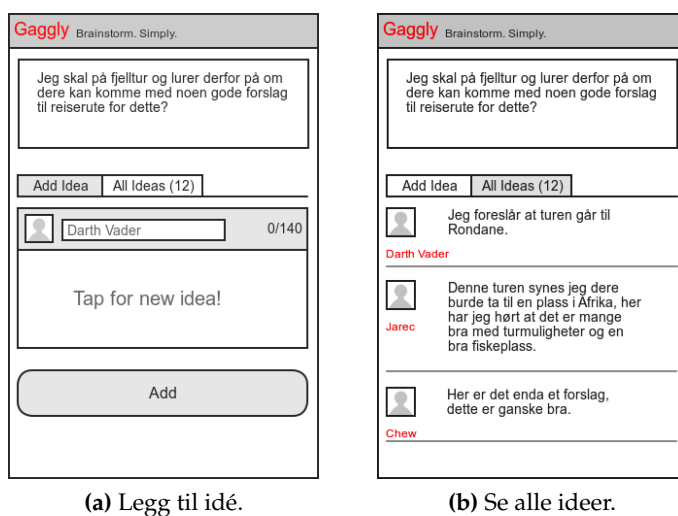 Gaggly Brainstorm. Simply.
Jeg skal på fjelltur og lurer derfor på om
dere kan komme med noen gode forslag
til reiserute for dette?
Add Idea All Ideas (12)
Darth Vader 0/140
Tap for new idea!
Add
(a) Legg til idé.
Gaggly Brainstorm. Simply.
Jeg skal på fjelltur og lurer derfor på om
dere kan komme med noen gode forslag
til reiserute for dette?
Add Idea All Ideas (12)
Jeg foreslår at turen går til
Rondane.
Darth Vader
Denne turen synes jeg dere
burde ta til en plass i Afrika, her
har jeg hørt at det er mange
bra med turmuligheter og en
bra fiskeplass.
Jarec
Her er det enda et forslag,
dette er ganske bra.
Chew
(b) Se alle ideer.